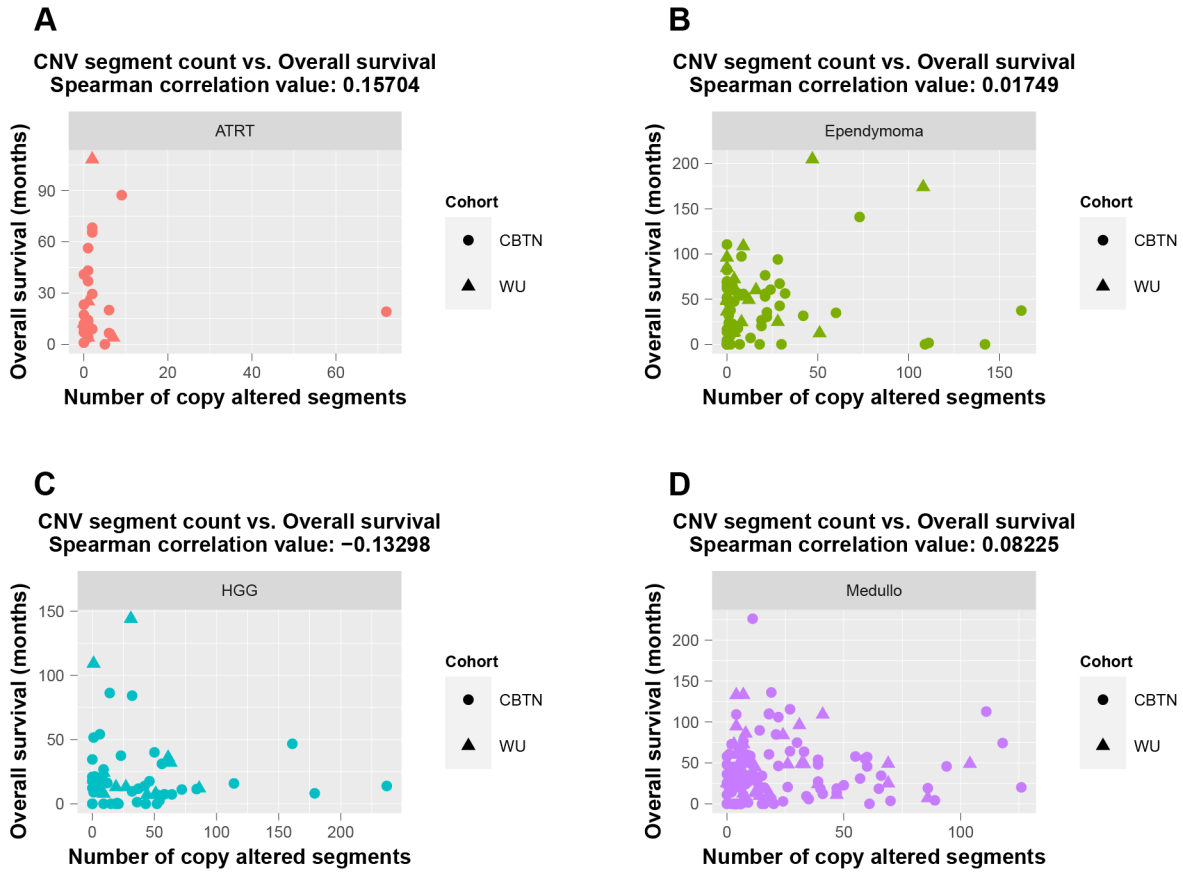 A
CNV segment count vs. Overall survival
Spearman correlation value: 0.15704
ATRT
Overall survival (months)
90
60
30
0
0
20
40
60
Number of copy altered segments
Cohort
CBTN
WU
B
CNV segment count vs. Overall survival
Spearman correlation value: 0.01749
Ependymoma
Overall survival (months)
200
150
100
50
0
0
50
100
150
Number of copy altered segments
Cohort
CBTN
WU
C
CNV segment count vs. Overall survival
Spearman correlation value: −0.13298
HGG
Overall survival (months)
150
100
50
0
0
50
100
150
200
Number of copy altered segments
Cohort
CBTN
WU
D
CNV segment count vs. Overall survival
Spearman correlation value: 0.08225
Medullo
Overall survival (months)
200
150
100
50
0
0
50
100
Number of copy altered segments
Cohort
CBTN
WU